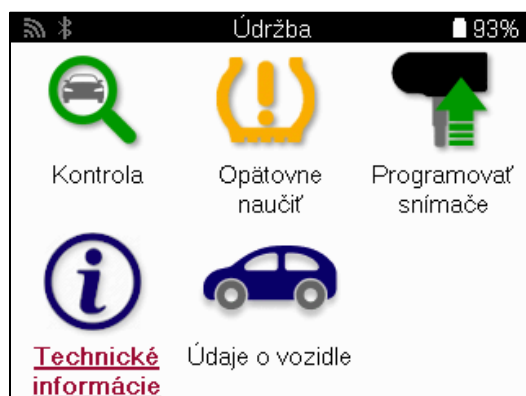 Údržba 93%
Kontrola
Opätovne
naučiť
Programovať
snímače
Technické
informácie
Údaje o vozidle